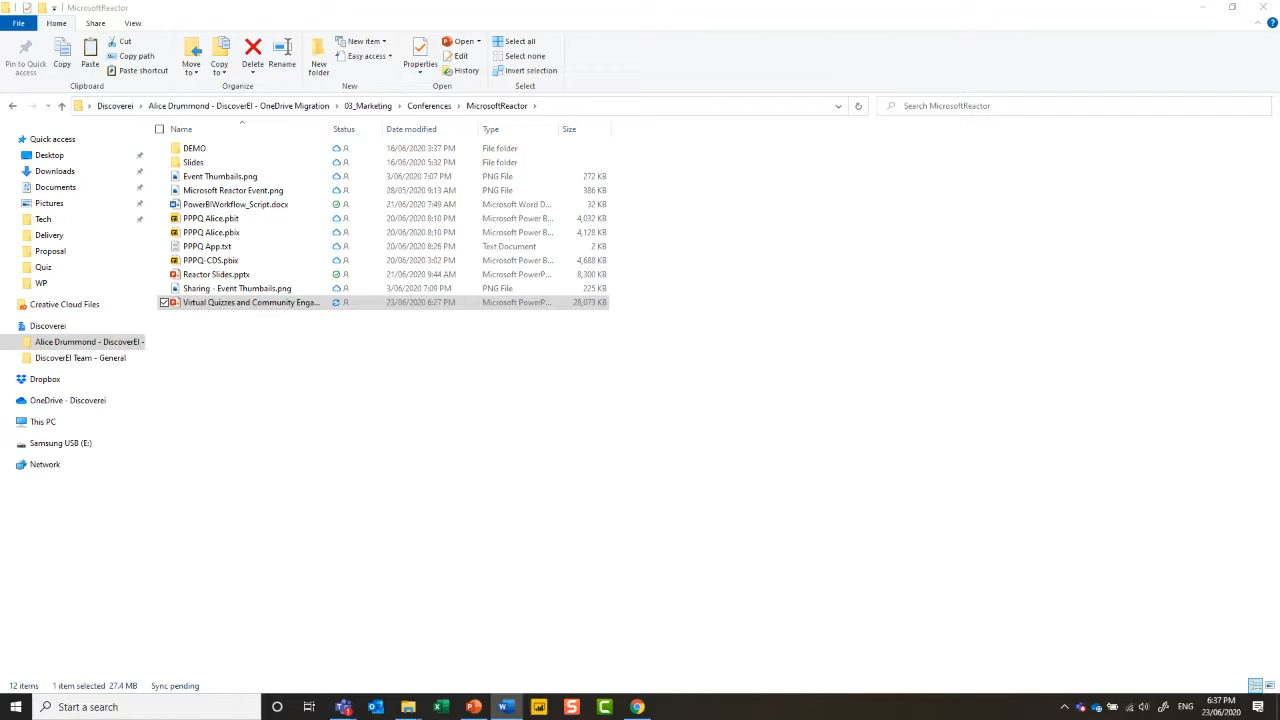 MicrosoftReactor
File Home Share View
Pin to Quick access
Copy
Paste
Cut
Copy path
Paste shortcut
Move to
Copy to
Delete
Rename
New folder
New item
Easy access
Properties
Open
Edit
History
Select all
Select none
Invert selection
Clipboard Organize New Open Select
Discoverei Alice Drummond - DiscoverEI - OneDrive Migration 03_Marketing Conferences MicrosoftReactor
Search MicrosoftReactor
Name Status Date modified Type Size
DEMO 16/06/2020 3:37 PM File folder
Slides 16/06/2020 5:32 PM File folder
Event Thumbails.png 3/06/2020 7:07 PM PNG File 272 KB
Microsoft Reactor Event.png 28/05/2020 9:13 AM PNG File 386 KB
PowerBIWorkflow_Script.docx 21/06/2020 7:49 AM Microsoft Word D... 32 KB
PPPQ Alice.pbit 20/06/2020 8:10 PM Microsoft Power B... 4,032 KB
PPPQ Alice.pbix 20/06/2020 8:10 PM Microsoft Power B... 4,128 KB
PPPQ App.txt 20/06/2020 8:26 PM Text Document 2 KB
PPPQ-CDS.pbix 20/06/2020 3:02 PM Microsoft Power B... 4,688 KB
Reactor Slides.pptx 21/06/2020 9:44 AM Microsoft PowerP... 8,300 KB
Sharing - Event Thumbails.png 3/06/2020 7:09 PM PNG File 225 KB
Virtual Quizzes and Community Enga... 23/06/2020 6:27 PM Microsoft PowerP... 28,073 KB
Quick access
Desktop
Downloads
Documents
Pictures
Tech
Delivery
Proposal
Quiz
WP
Creative Cloud Files
Discoverei
Alice Drummond - DiscoverEI -
DiscoverEI Team - General
Dropbox
OneDrive - Discoverei
This PC
Samsung USB (E:)
Network
12 items 1 item selected 27.4 MB Sync pending
Start a search
ENG
6:37 PM
23/06/2020